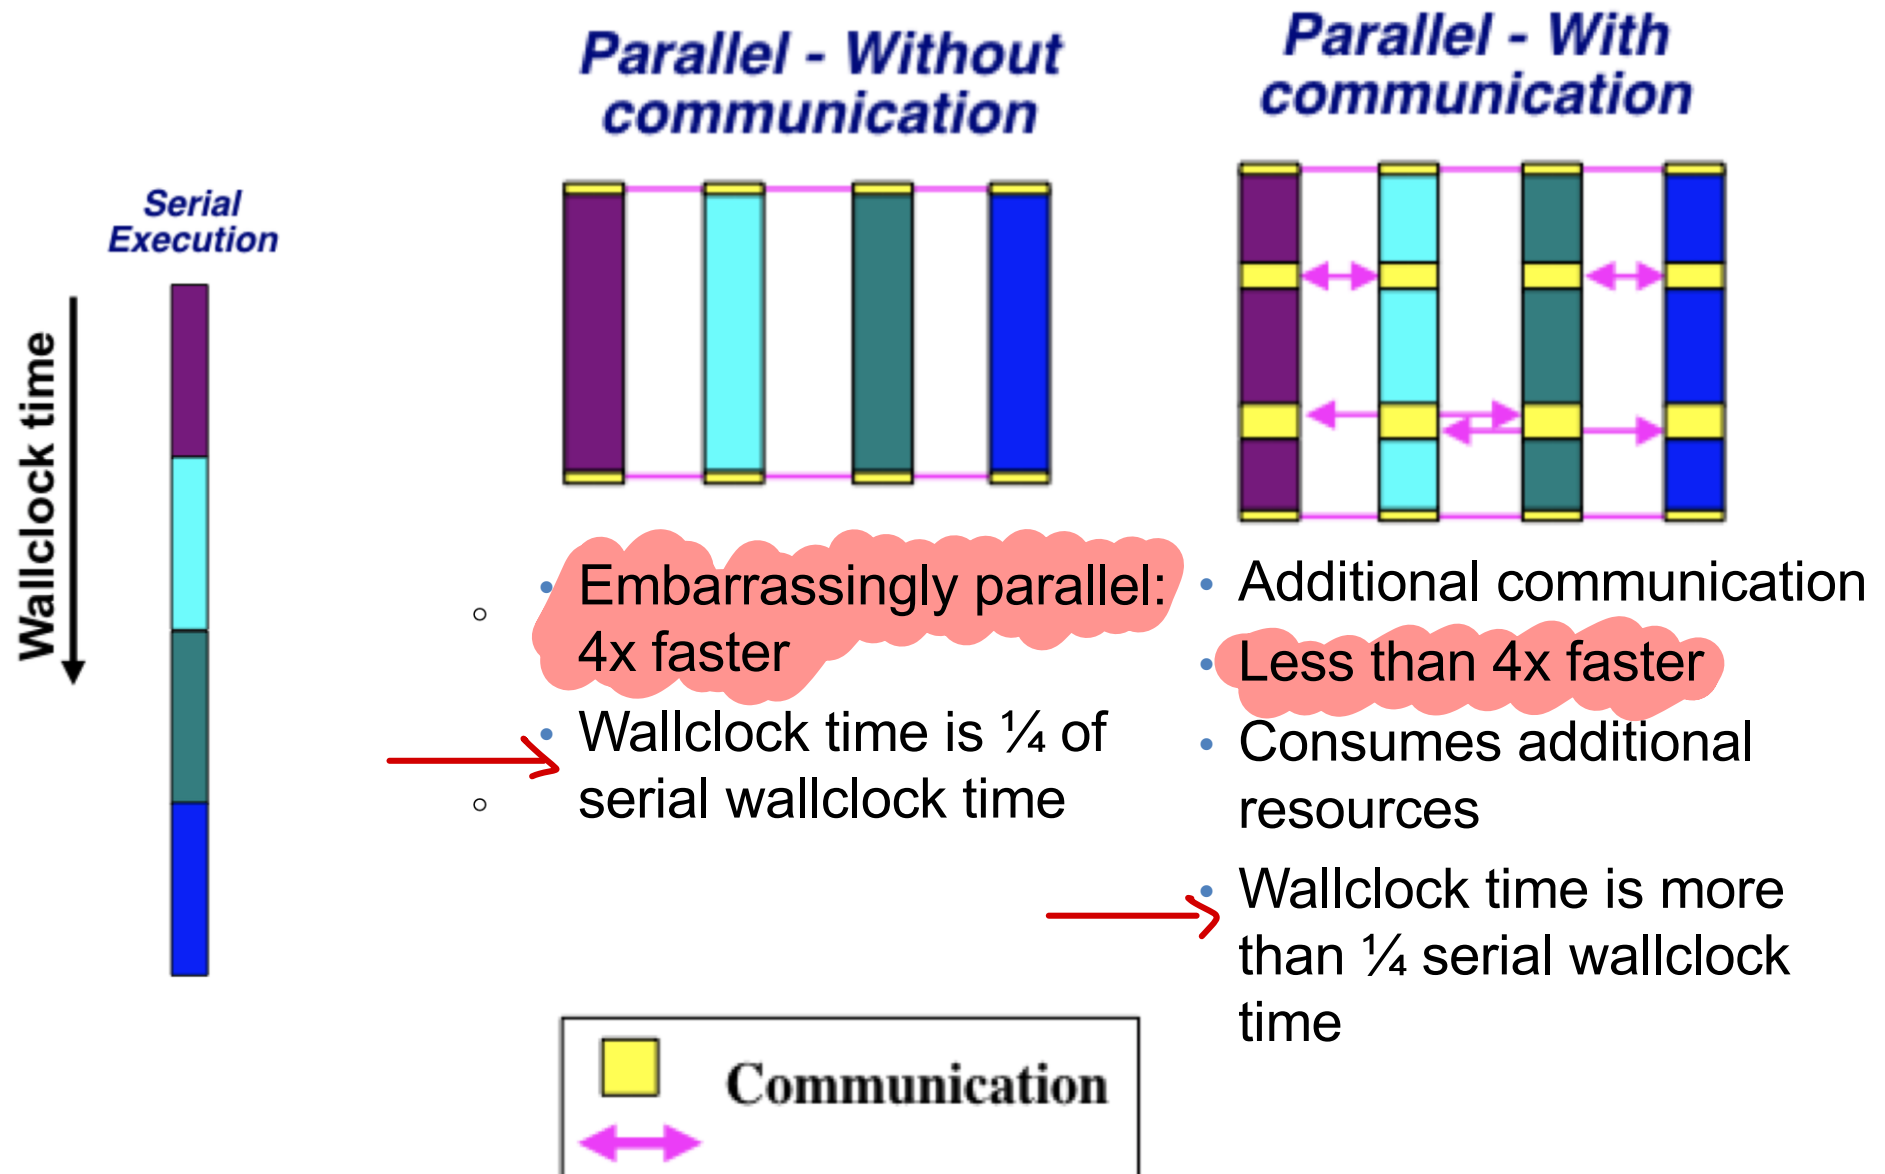 Parallel - Without
communication
Parallel - With
communication
Serial
Execution
Wallclock time
• Embarrassingly parallel:
4x faster
• Wallclock time is ¼ of
serial wallclock time
• Additional communication
• Less than 4x faster
• Consumes additional
resources
• Wallclock time is more
than ¼ serial wallclock
time
Communication